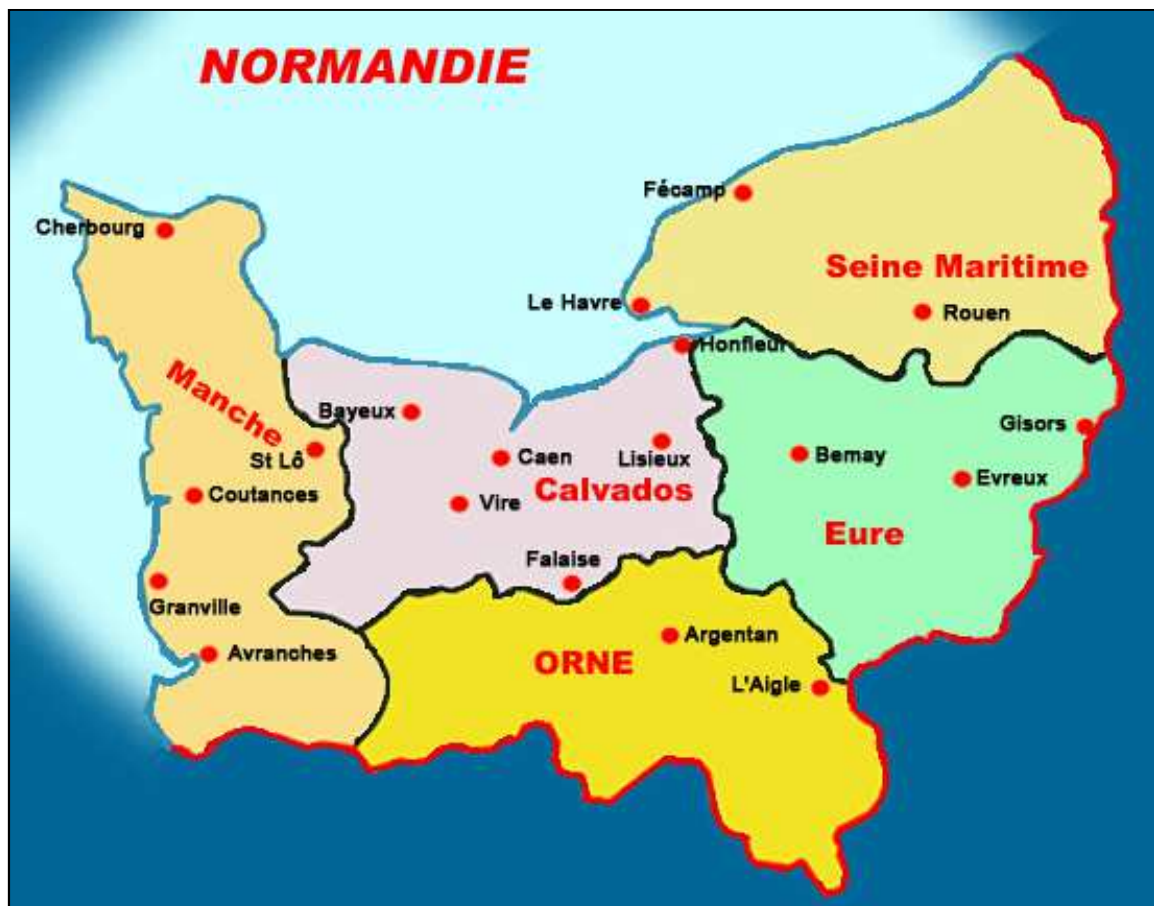 NORMANDIE
Fécamp
Cherbourg
Seine Maritime
Le Havre
Rouen
Honfleur
Manche
Bayeux
Gisors
St Lô
Caen
Lisieux
Bemay
Coutances
Vire
Calvados
Evreux
Eure
Falaise
Granville
Argentan
Avranches
ORNE
L'Aigle